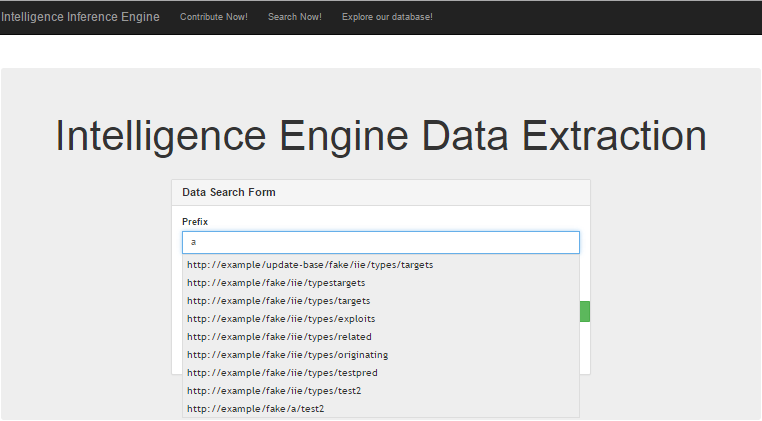 Intelligence Inference Engine Contribute Now! Search Now! Explore our database!
Intelligence Engine Data Extraction
Data Search Form
Prefix
a
http://example/update-base/fake/iie/types/targets
http://example/fake/iie/typestargets
http://example/fake/iie/types/targets
http://example/fake/iie/types/exploits
http://example/fake/iie/types/related
http://example/fake/iie/types/originating
http://example/fake/iie/types/testpred
http://example/fake/iie/types/test2
http://example/fake/a/test2